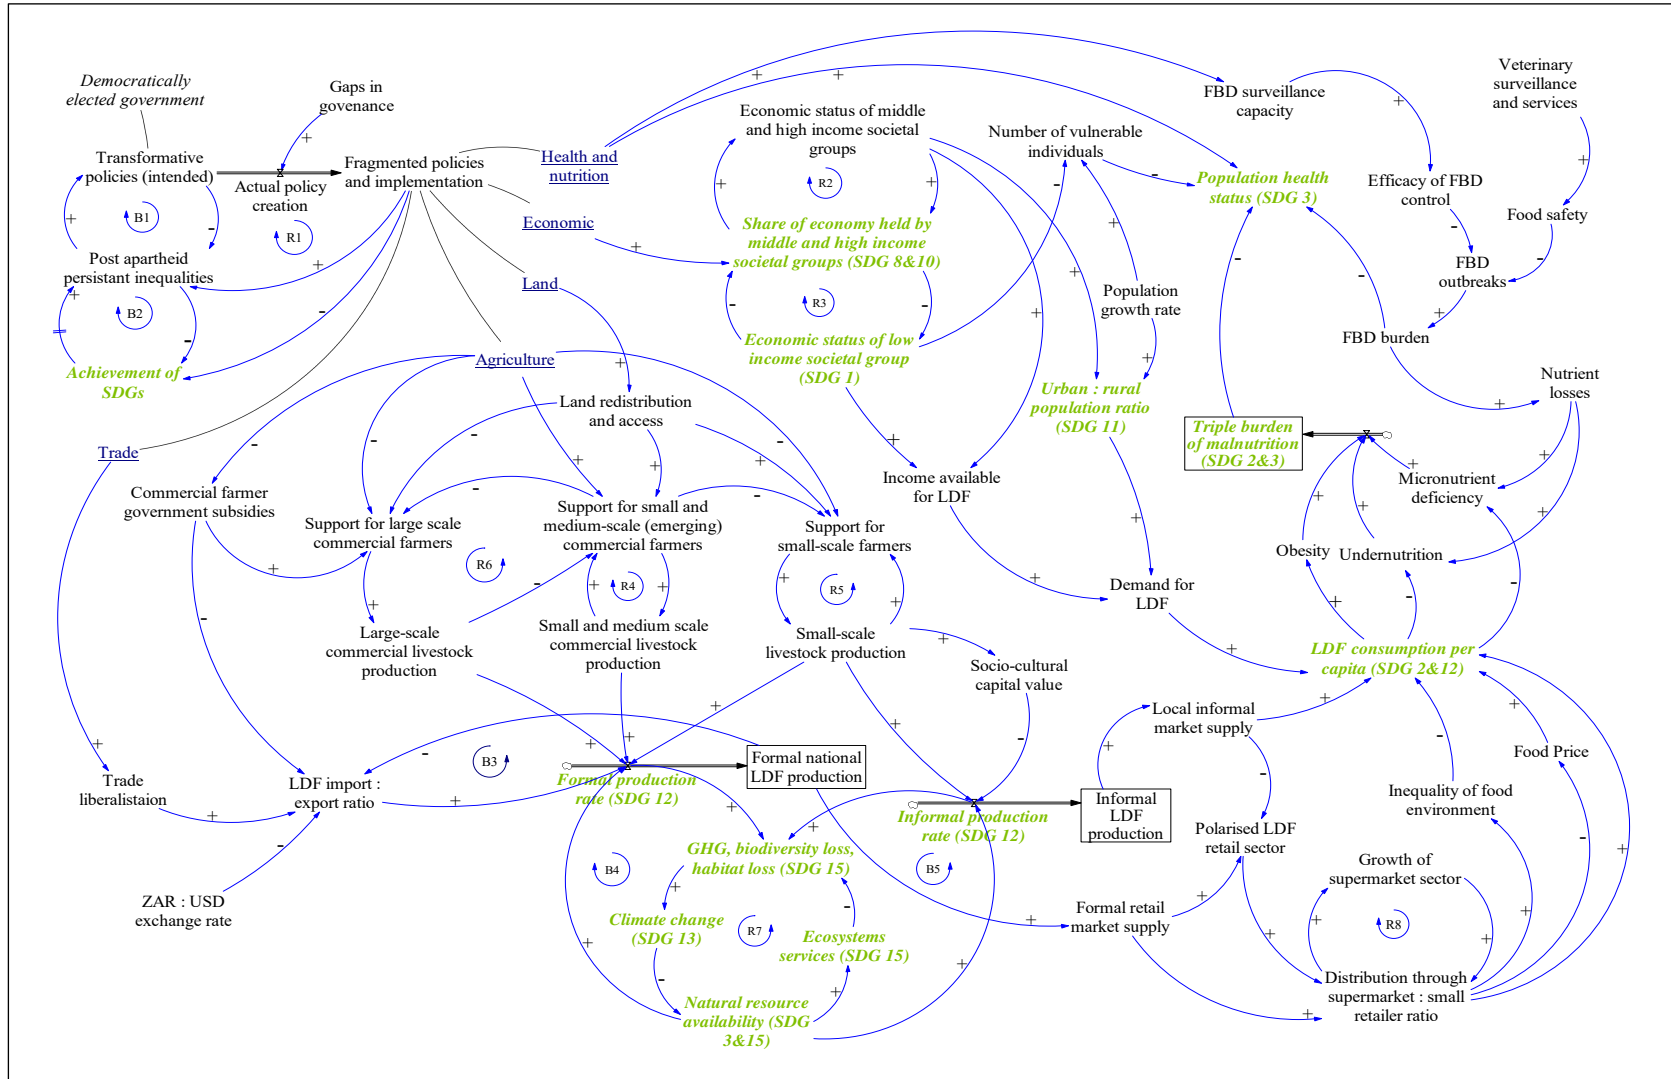 Democratically
elected government
Gaps in
govenance
Transformative
policies (intended)
Actual policy
creation
Fragmented policies
and implementation
B1
R1
Post apartheid
persistant inequalities
B2
Achievement of
SDGs
Health and
nutrition
Economic
Land
Agriculture
Trade
Economic status of middle
and high income societal
groups
R2
Share of economy held by
middle and high income
societal groups (SDG 8&10)
R3
Economic status of low
income societal group
(SDG 1)
Number of vulnerable
individuals
Population
growth rate
Urban : rural
population ratio
(SDG 11)
FBD surveillance
capacity
Veterinary
surveillance
and services
Population health
status (SDG 3)
Efficacy of FBD
control
Food safety
FBD
outbreaks
FBD burden
Nutrient
losses
Triple burden
of malnutrition
(SDG 2&3)
Micronutrient
deficiency
Obesity
Undernutrition
Land redistribution
and access
Commercial farmer
government subsidies
Support for large scale
commercial farmers
Support for small and
medium-scale (emerging)
commercial farmers
Support for
small-scale farmers
Income available
for LDF
R6
R4
R5
Demand for
LDF
Large-scale
commercial livestock
production
Small and medium scale
commercial livestock
production
Small-scale
livestock production
Socio-cultural
capital value
LDF consumption per
capita (SDG 2&12)
Local informal
market supply
Food Price
Trade
liberalistaion
LDF import :
export ratio
B3
Formal production
rate (SDG 12)
Formal national
LDF production
Informal production
rate (SDG 12)
Informal
LDF
production
Inequality of food
environment
Polarised LDF
retail sector
ZAR : USD
exchange rate
B4
GHG, biodiversity loss,
habitat loss (SDG 15)
B5
Growth of
supermarket sector
Climate change
(SDG 13)
R7
Ecosystems
services (SDG 15)
Formal retail
market supply
R8
Natural resource
availability (SDG
3&15)
Distribution through
supermarket : small
retailer ratio